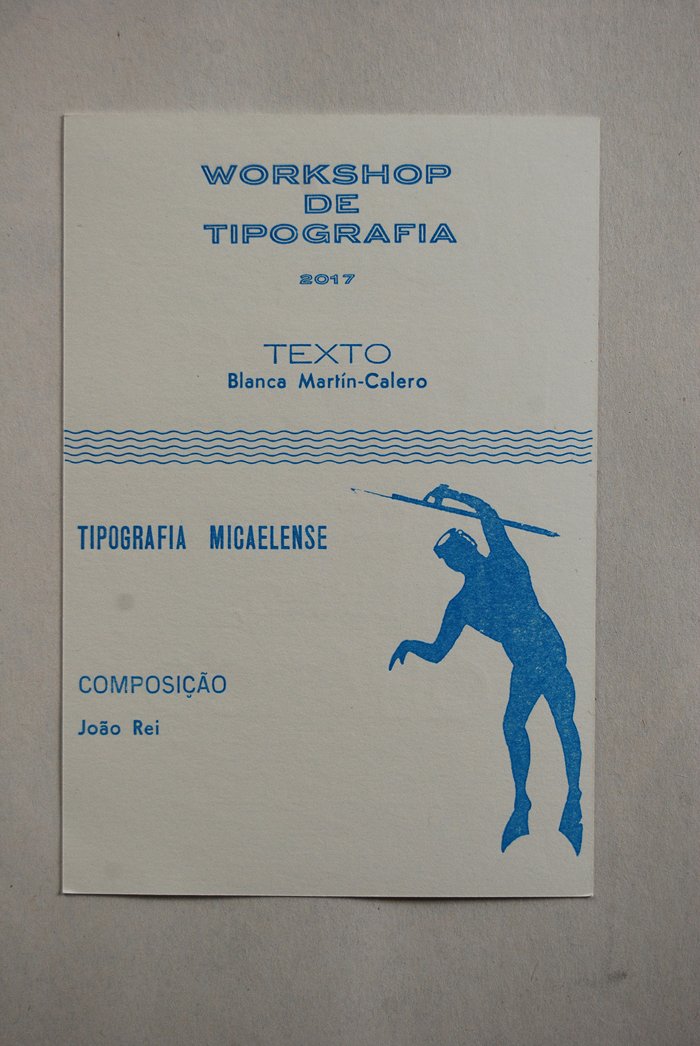 WORKSHOP
DE
TIPOGRAFIA
2017
TEXTO
Blanca Martín-Calero
TIPOGRAFIA MICAELENSE
COMPOSIÇÃO
João Rei